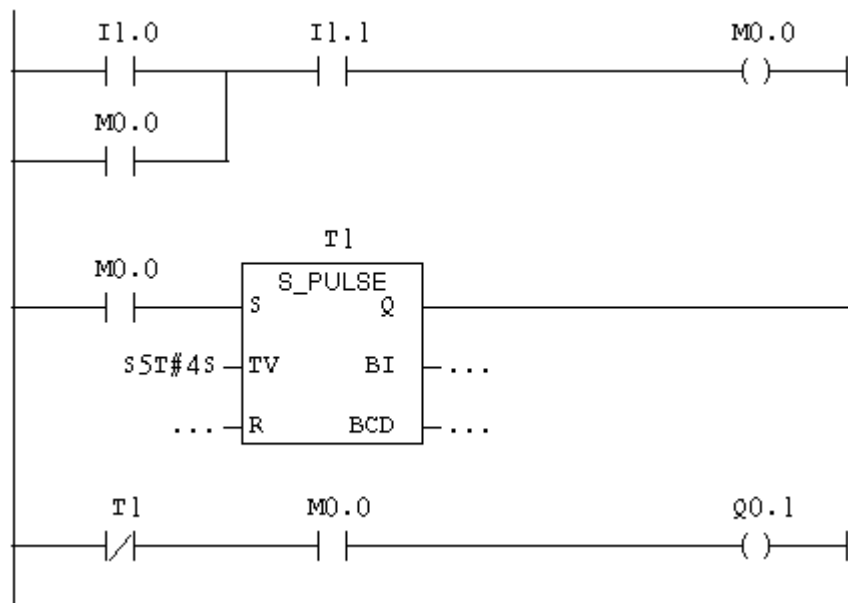 I1.0 I1.1 M0.0
M0.0
T1
M0.0 S_PULSE
S Q
S5T#4S TV BI ...
... R BCD ...
T1 M0.0 Q0.1